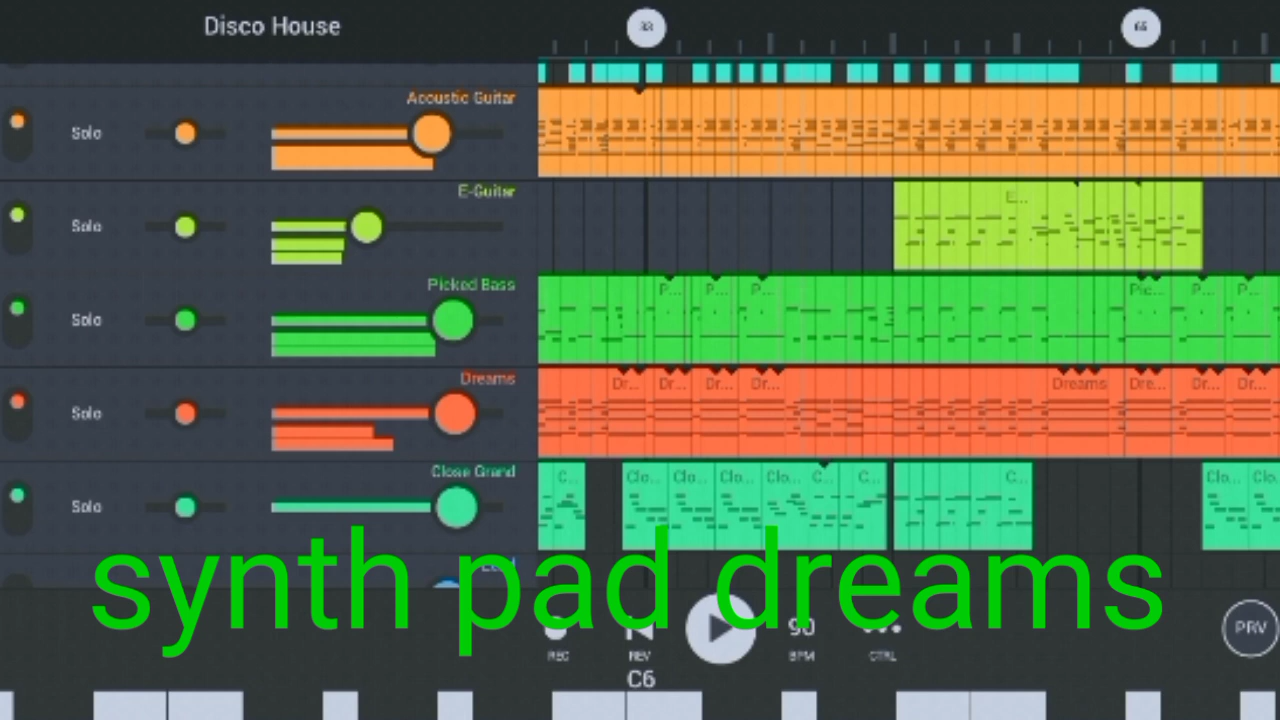 Disco House
33
65
Acoustic Guitar
Solo
E-Guitar
Solo
E...
Picked Bass
Solo
P... P... P... Pic... P... P...
Dreams
Solo
Dr... Dr... Dr... Dr... Dreams Dre... Dr... Dr...
Close Grand
Solo
C... Clo... Clo... Clo... Clo... C... C... C... Clo... Clo
Lead
synth pad dreams
90
PRV
REC REV BPM CTRL
C6